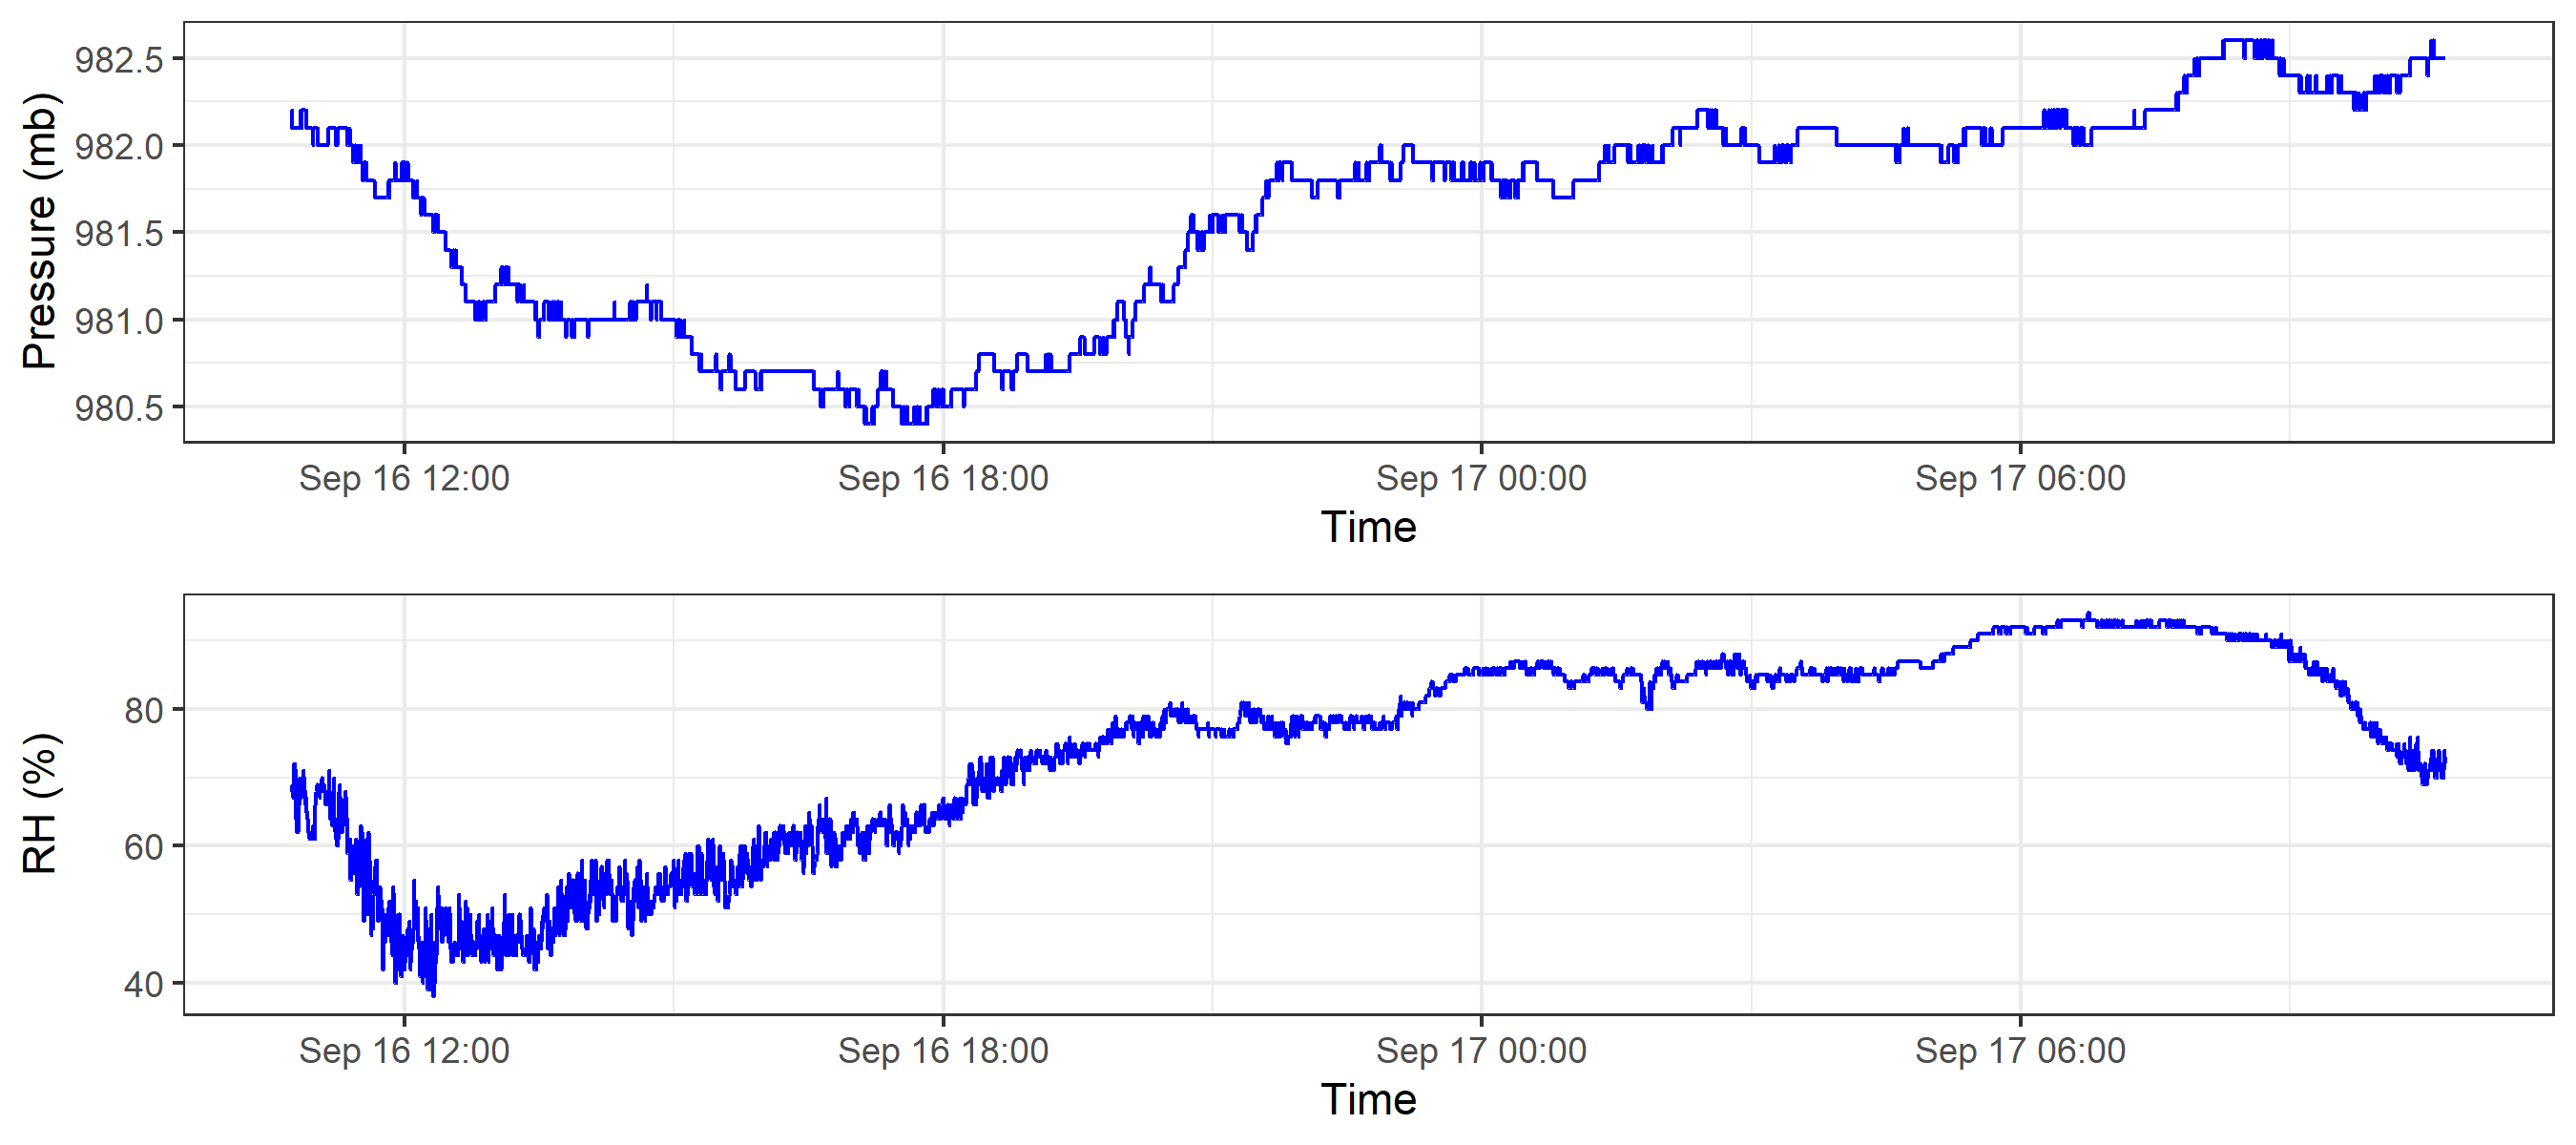 Pressure (mb)
982.5
982.0
981.5
981.0
980.5
Sep 16 12:00
Sep 16 18:00
Sep 17 00:00
Sep 17 06:00
Time
RH (%)
80
60
40
Sep 16 12:00
Sep 16 18:00
Sep 17 00:00
Sep 17 06:00
Time